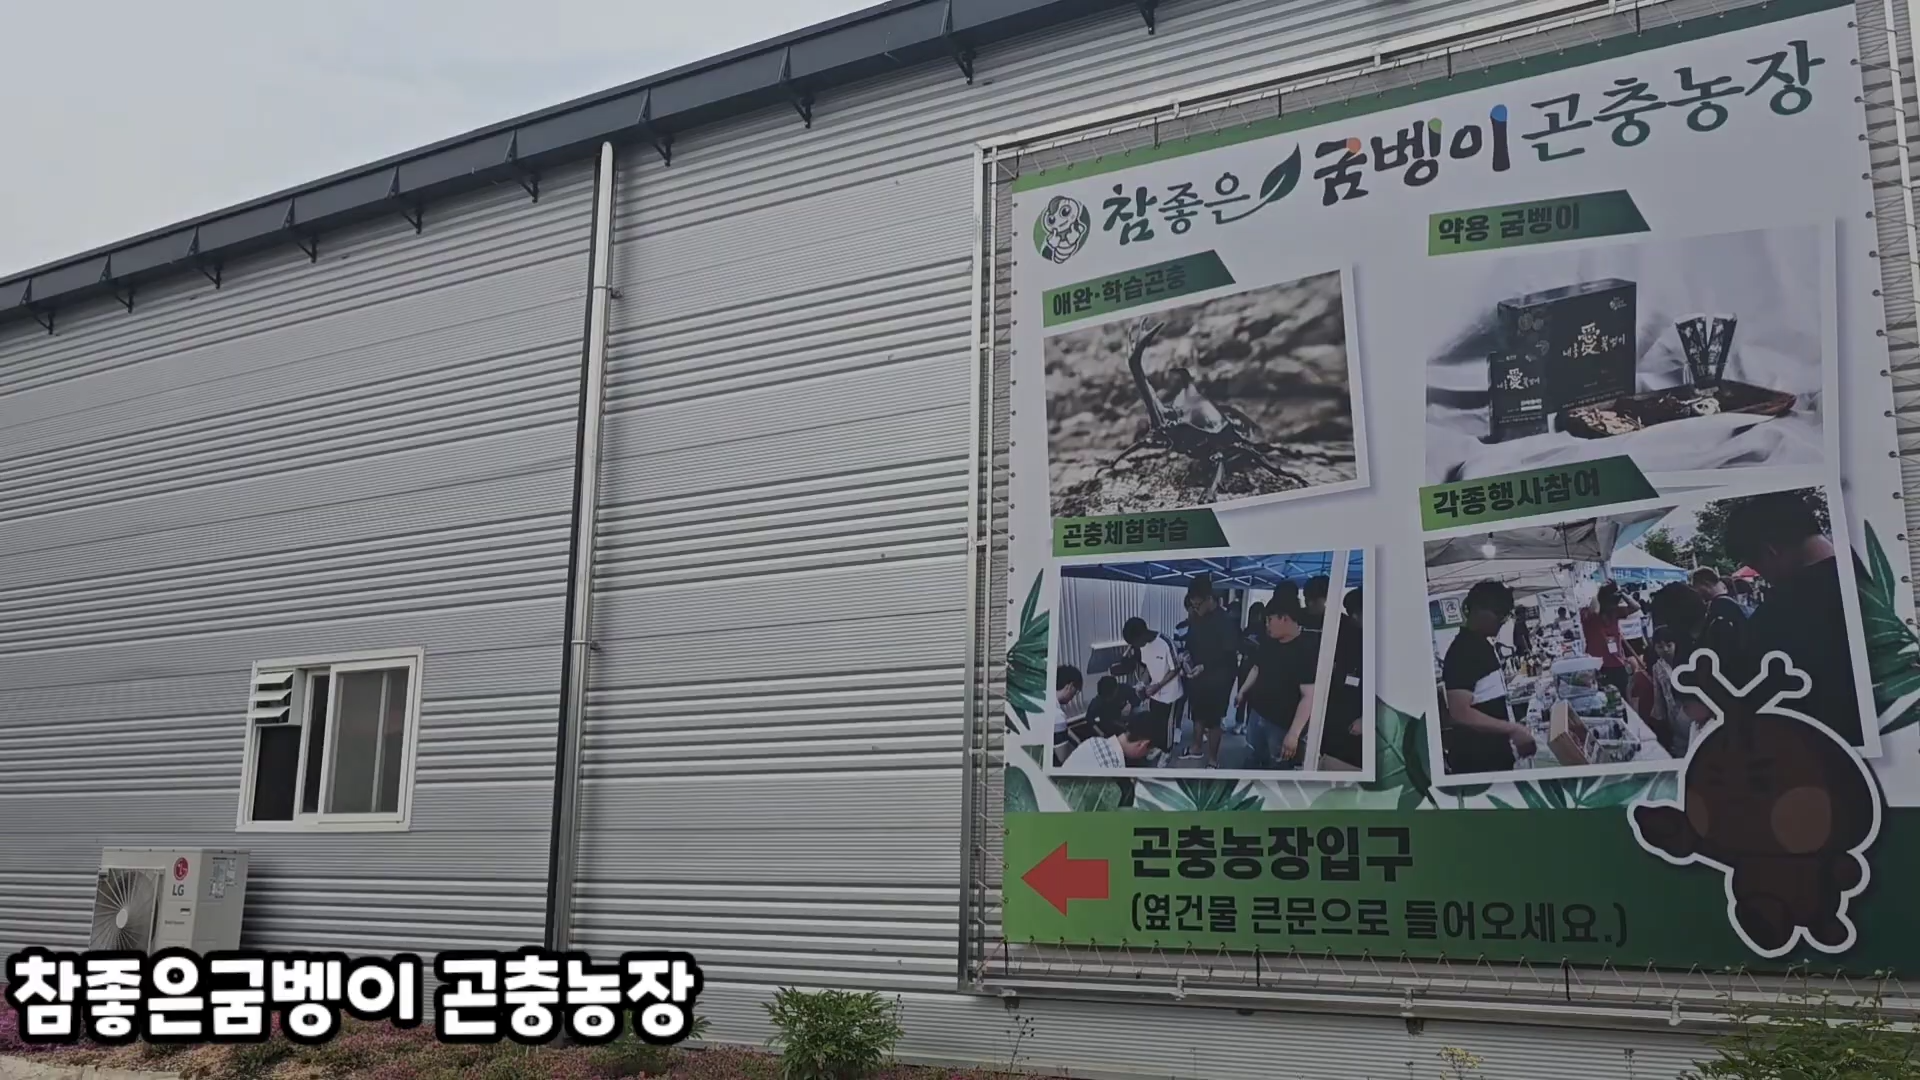 참좋은 굼벵이 곤충농장
애완·학습곤충
약용 굼벵이
愛
愛
곤충체험학습
각종행사참여
곤충농장입구
(옆건물 큰문으로 들어오세요.)
LG
참좋은굼벵이 곤충농장